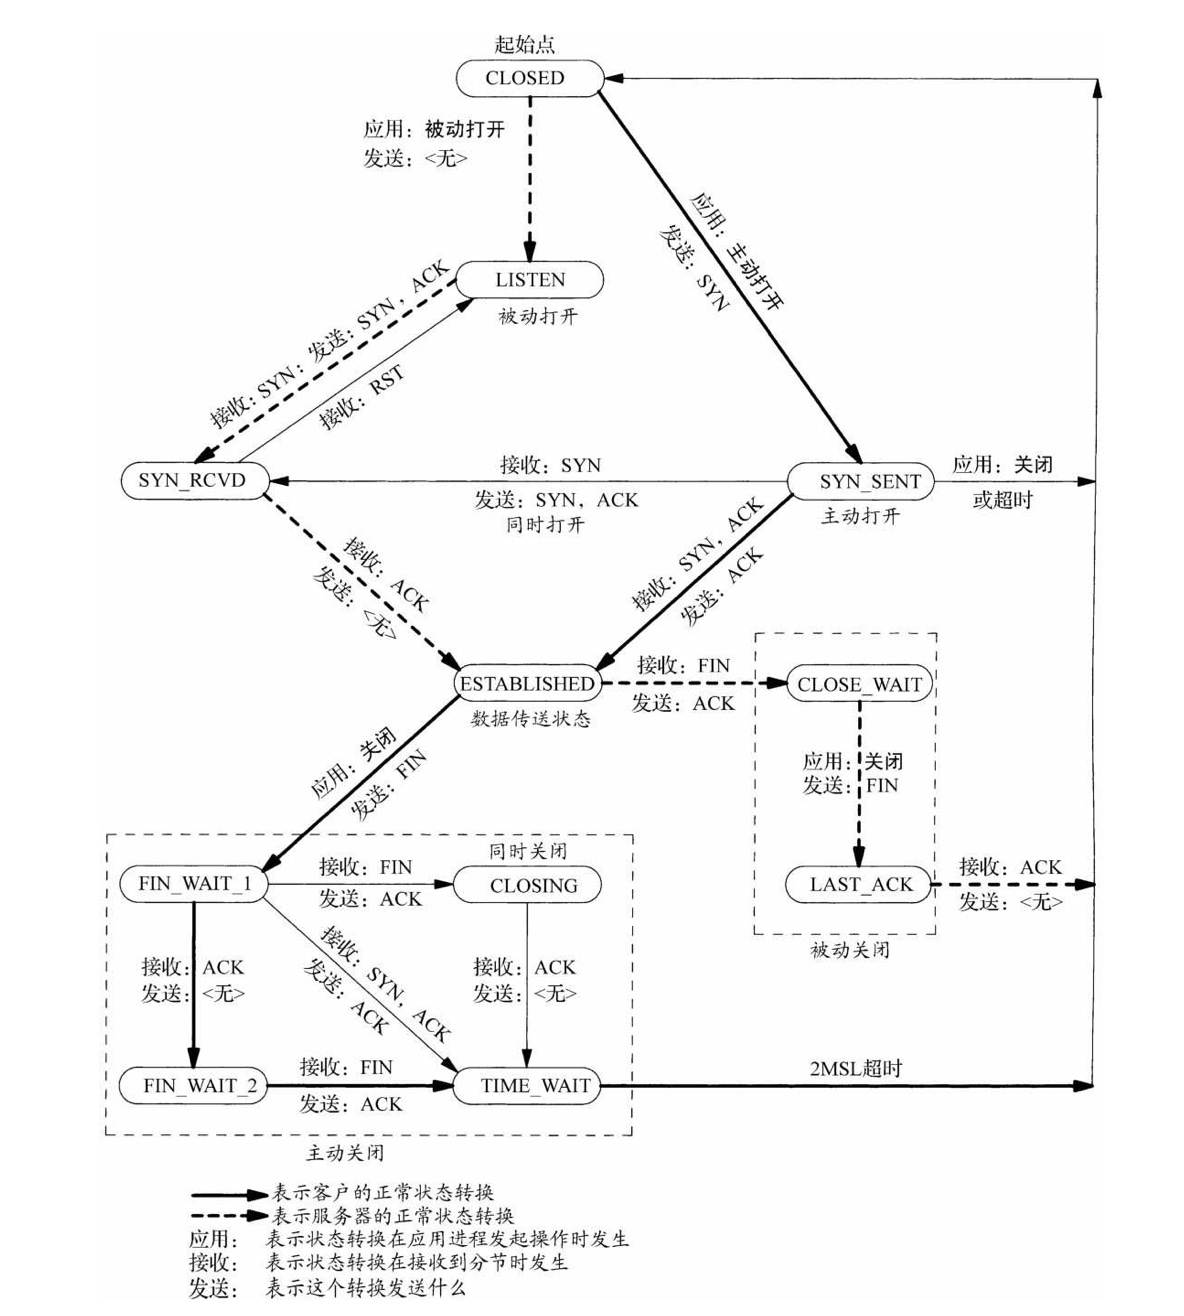 起始点
CLOSED
应用：被动打开
发送：<无>
应用：主动打开
发送：SYN
LISTEN
被动打开
接收：SYN；发送：SYN，ACK
接收：RST
SYN_RCVD
接收：SYN
发送：SYN，ACK
同时打开
SYN_SENT
主动打开
应用：关闭
或超时
接收：ACK
发送：<无>
接收：SYN，ACK
发送：ACK
ESTABLISHED
数据传送状态
接收：FIN
发送：ACK
CLOSE_WAIT
应用：关闭
发送：FIN
应用：关闭
发送：FIN
LAST_ACK
接收：ACK
发送：<无>
被动关闭
同时关闭
FIN_WAIT_1
接收：FIN
发送：ACK
CLOSING
接收：ACK
发送：<无>
接收：SYN，ACK
发送：ACK
接收：ACK
发送：<无>
FIN_WAIT_2
接收：FIN
发送：ACK
TIME_WAIT
2MSL超时
主动关闭
表示客户的正常状态转换
表示服务器的正常状态转换
应用： 表示状态转换在应用进程发起操作时发生
接收： 表示状态转换在接收到分节时发生
发送： 表示这个转换发送什么